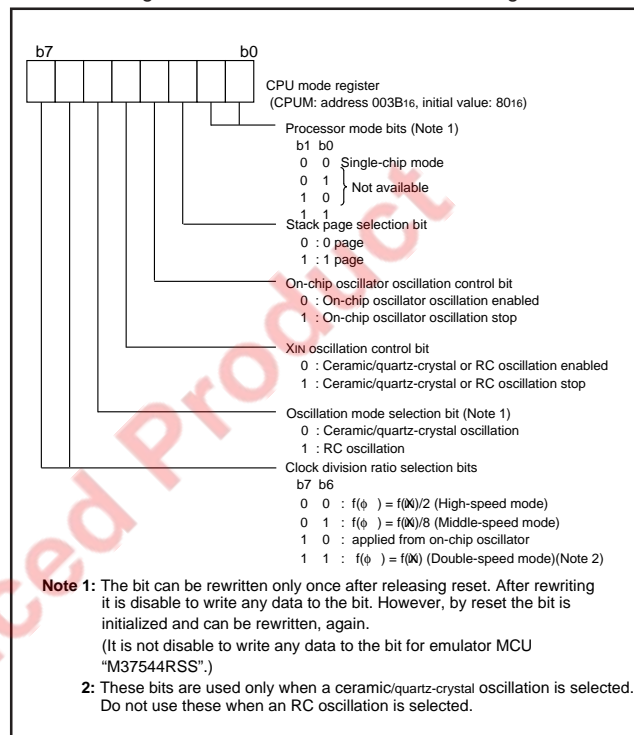 b7 b0
CPU mode register
(CPUM: address 003B16, initial value: 8016)
Processor mode bits (Note 1)
b1 b0
0 0 Single-chip mode
0 1
1 0 Not available
1 1
Stack page selection bit
0 : 0 page
1 : 1 page
On-chip oscillator oscillation control bit
0 : On-chip oscillator oscillation enabled
1 : On-chip oscillator oscillation stop
XIN oscillation control bit
0 : Ceramic/quartz-crystal or RC oscillation enabled
1 : Ceramic/quartz-crystal or RC oscillation stop
Oscillation mode selection bit (Note 1)
0 : Ceramic/quartz-crystal oscillation
1 : RC oscillation
Clock division ratio selection bits
b7 b6
0 0 : f(φ ) = f(XIN)/2 (High-speed mode)
0 1 : f(φ ) = f(XIN)/8 (Middle-speed mode)
1 0 : applied from on-chip oscillator
1 1 : f(φ ) = f(XIN) (Double-speed mode)(Note 2)
Note 1: The bit can be rewritten only once after releasing reset. After rewriting
it is disable to write any data to the bit. However, by reset the bit is
initialized and can be rewritten, again.
(It is not disable to write any data to the bit for emulator MCU
“M37544RSS”.)
2: These bits are used only when a ceramic/quartz-crystal oscillation is selected.
Do not use these when an RC oscillation is selected.
ced Product